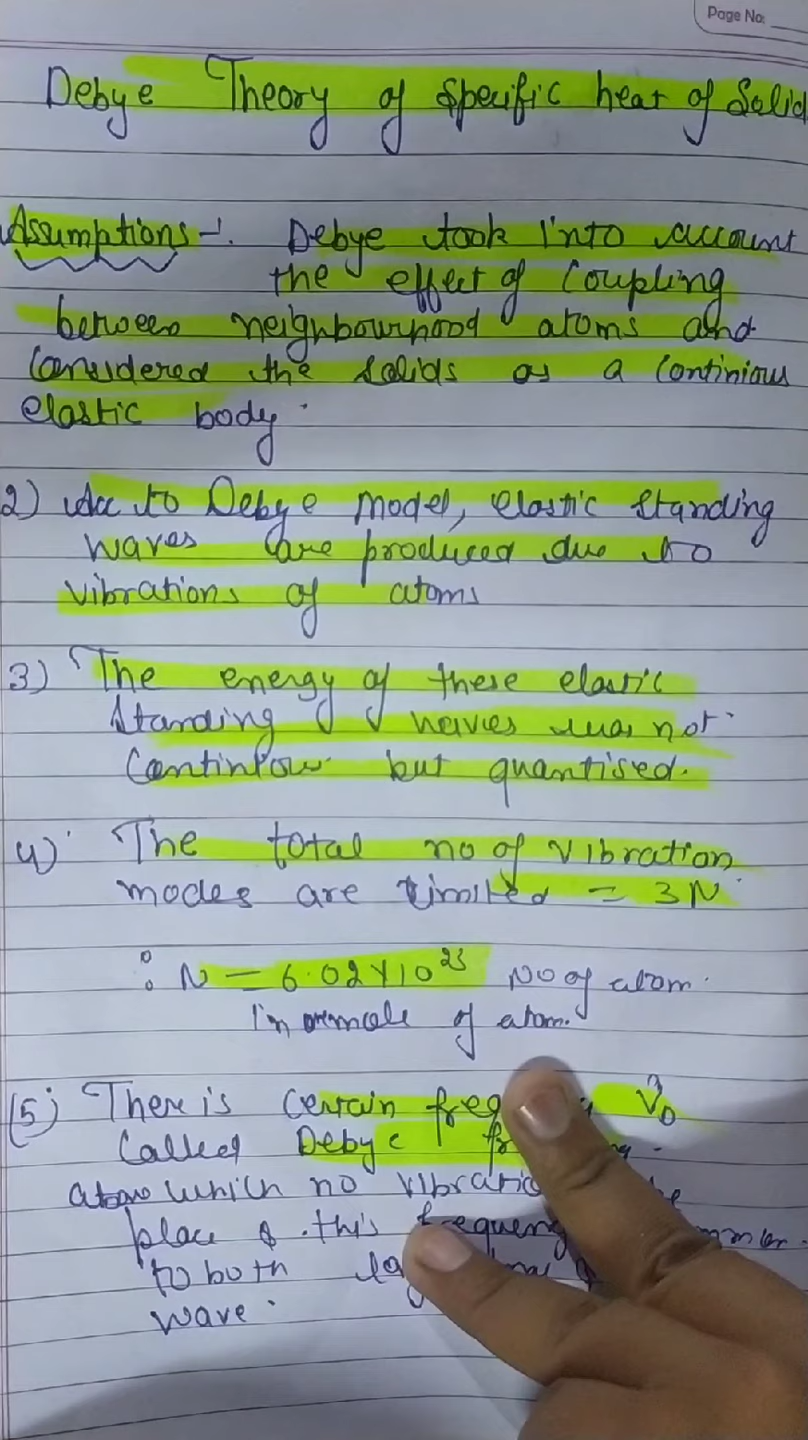 Page No:
Debye Theory of Specific heat of Solid
Assumptions -1. Debye took into account
the effect of Coupling
between neighbourhood atoms and
Considered the Solids as a Continious
elastic body.
2) Acc to Debye Model, elastic Standing
waves are produced due to
vibrations of atoms
3) The energy of these elastic
Standing waves was not
but quantised.
4) The total no of vibration
modes are limited = 3N
∴ N = 6.02×10²³ No of atom.
In of atom.
(5) There is Certain ν_D
Called Debye
which no
place & this
to both
wave.